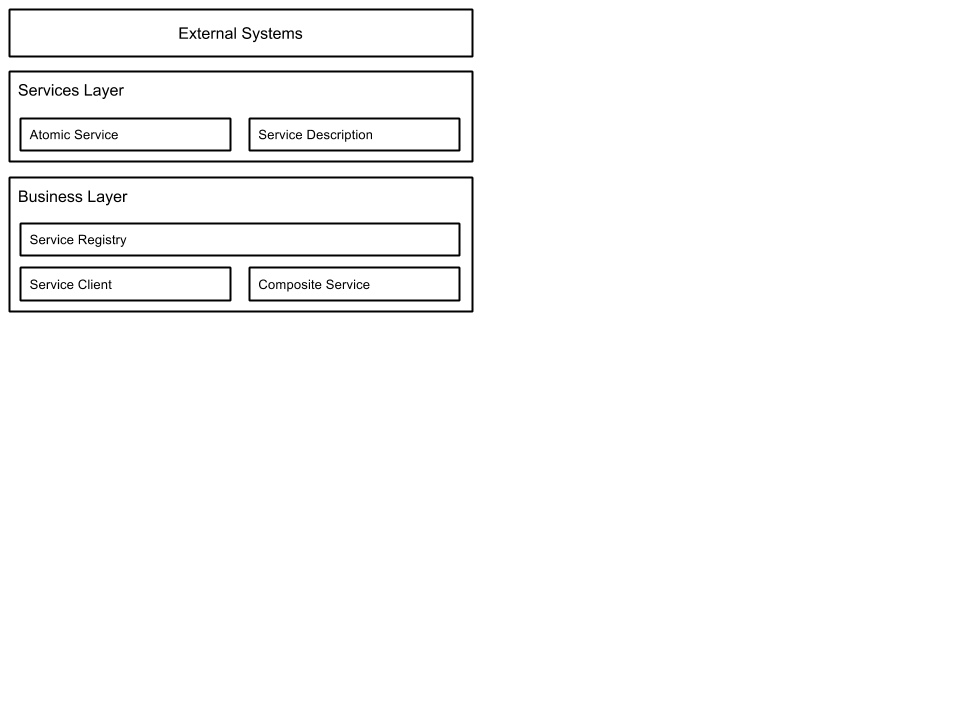 External Systems
Services Layer
Atomic Service
Service Description
Business Layer
Service Registry
Service Client
Composite Service